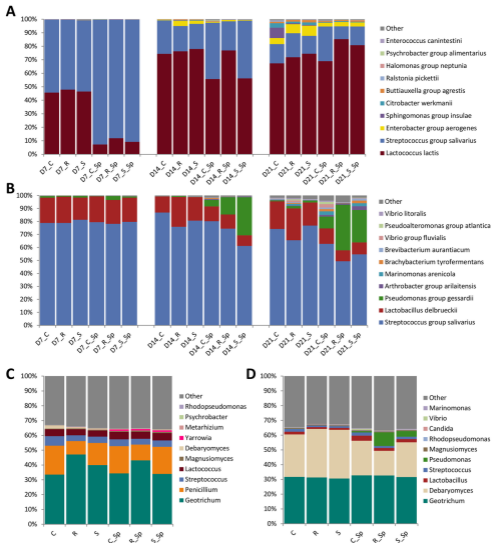 A
100%
90%
80%
70%
60%
50%
40%
30%
20%
10%
0%
D7_C
D7_R
D7_S
D7_C_Sp
D7_R_Sp
D7_S_Sp
D14_C
D14_R
D14_S
D14_C_Sp
D14_R_Sp
D14_S_Sp
D21_C
D21_R
D21_S
D21_C_Sp
D21_R_Sp
D21_S_Sp
Other
Enterococcus canintestini
Psychrobacter group alimentarius
Halomonas group neptunia
Ralstonia pickettii
Buttiauxella group agrestis
Citrobacter werkmanii
Sphingomonas group insulae
Enterobacter group aerogenes
Streptococcus group salivarius
Lactococcus lactis
B
100%
90%
80%
70%
60%
50%
40%
30%
20%
10%
0%
D7_C
D7_R
D7_S
D7_C_Sp
D7_R_Sp
D7_S_Sp
D14_C
D14_R
D14_S
D14_C_Sp
D14_R_Sp
D14_S_Sp
D21_C
D21_R
D21_S
D21_C_Sp
D21_R_Sp
D21_S_Sp
Other
Vibrio litoralis
Pseudoalteromonas group atlantica
Vibrio group fluvialis
Brevibacterium aurantiacum
Brachybacterium tyrofermentans
Marinomonas arenicola
Arthrobacter group arilaitensis
Pseudomonas group gessardii
Lactobacillus delbrueckii
Streptococcus group salivarius
C
100%
90%
80%
70%
60%
50%
40%
30%
20%
10%
0%
C
R
S
C_Sp
R_Sp
S_Sp
Other
Rhodopseudomonas
Psychrobacter
Metarhizium
Yarrowia
Debaryomyces
Magnusiomyces
Lactococcus
Streptococcus
Penicillium
Geotrichum
D
100%
90%
80%
70%
60%
50%
40%
30%
20%
10%
0%
C
R
S
C_Sp
R_Sp
S_Sp
Other
Marinomonas
Vibrio
Candida
Rhodopseudomonas
Magnusiomyces
Pseudomonas
Streptococcus
Lactobacillus
Debaryomyces
Geotrichum